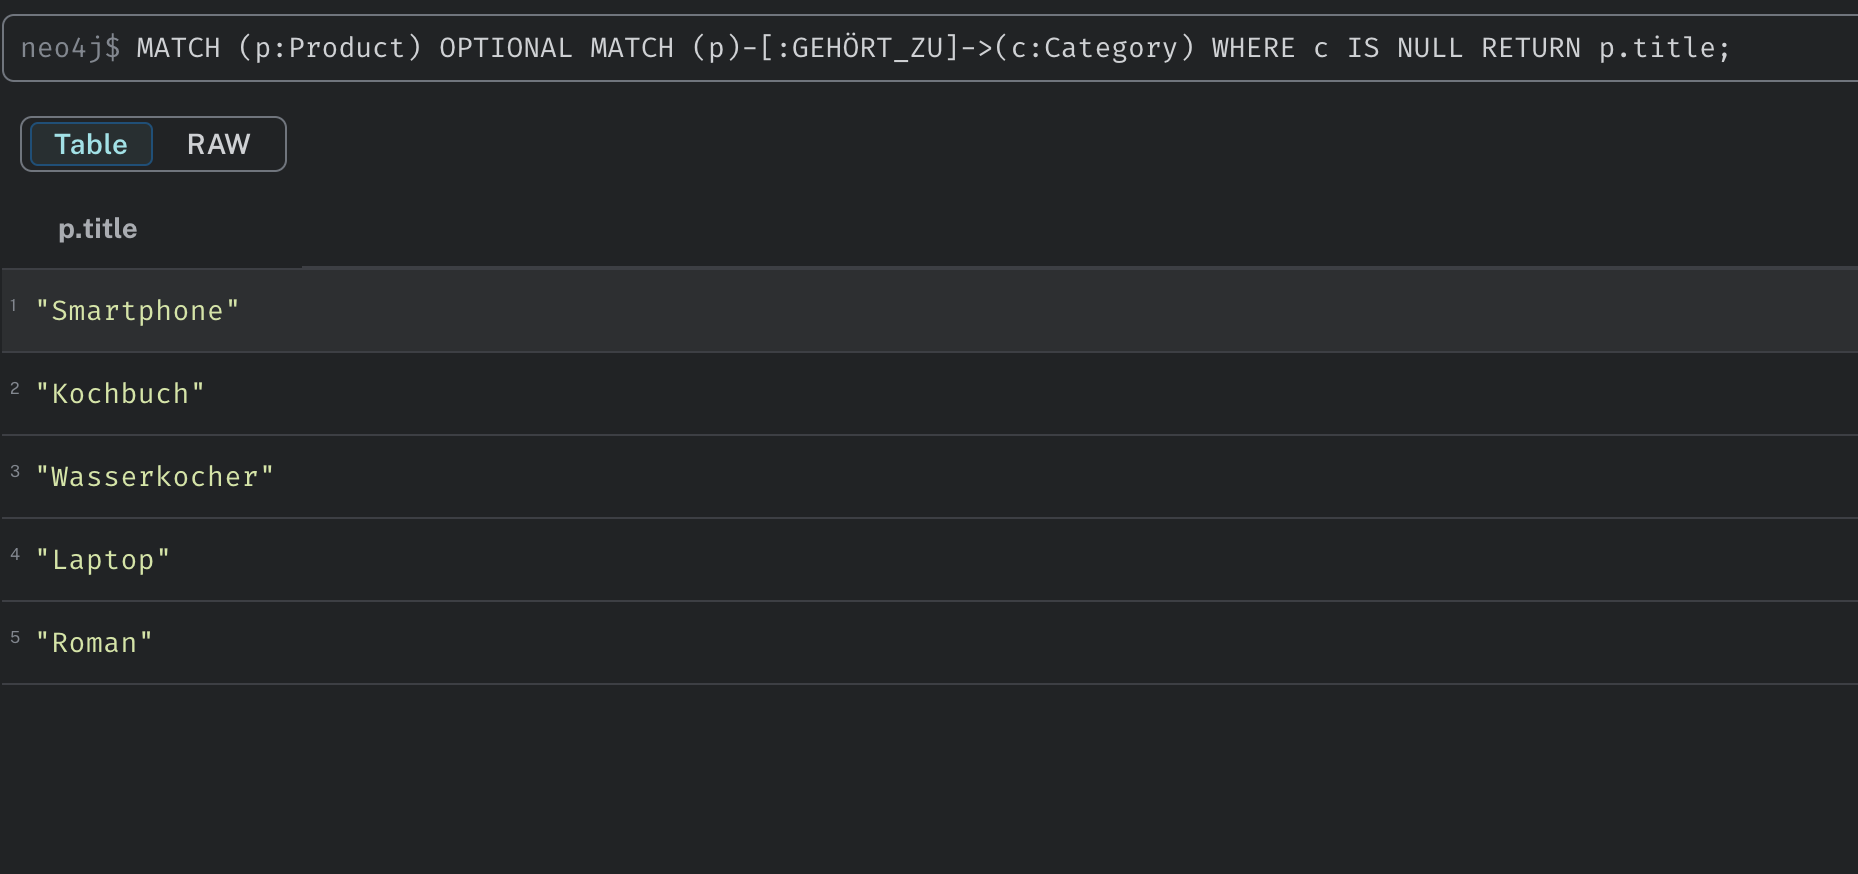 neo4j$ MATCH (p:Product) OPTIONAL MATCH (p)-[:GEHÖRT_ZU]->(c:Category) WHERE c IS NULL RETURN p.title;
Table RAW
p.title
1 "Smartphone"
2 "Kochbuch"
3 "Wasserkocher"
4 "Laptop"
5 "Roman"